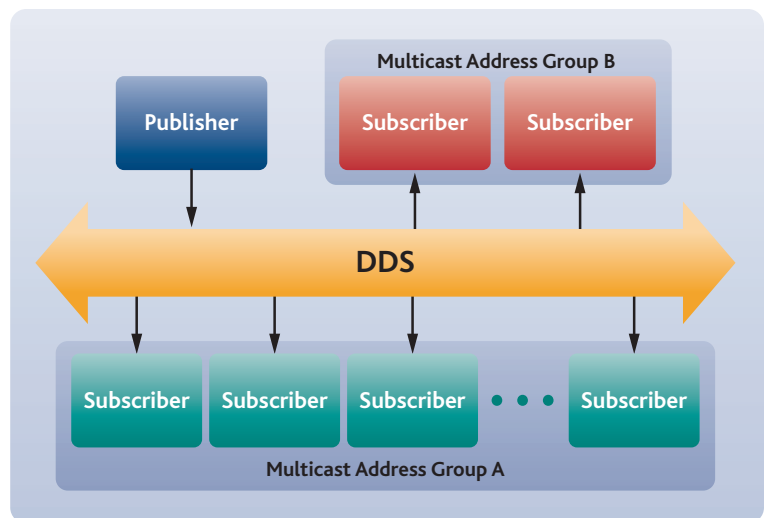 Multicast Address Group B
Publisher
Subscriber
Subscriber
DDS
Subscriber
Subscriber
Subscriber
Subscriber
Multicast Address Group A